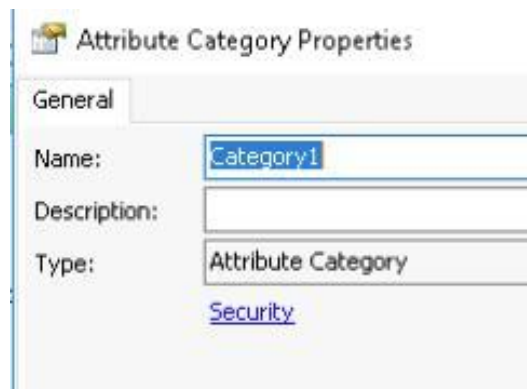 Attribute Category Properties
General
Name: Category1
Description:
Type: Attribute Category
Security